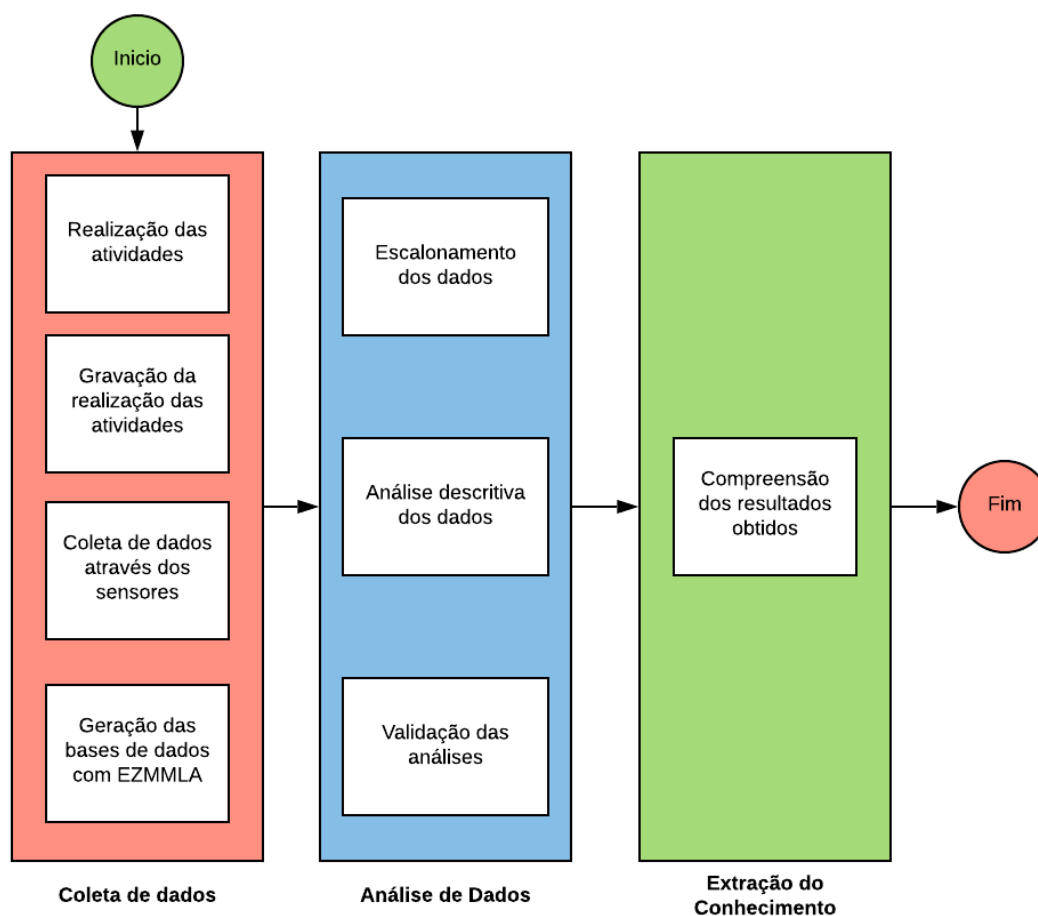 Inicio
Realização das
atividades
Gravação da
realização das
atividades
Coleta de dados
através dos
sensores
Geração das
bases de dados
com EZMMLA
Coleta de dados
Escalonamento
dos dados
Análise descritiva
dos dados
Validação das
análises
Análise de Dados
Compreensão
dos resultados
obtidos
Extração do
Conhecimento
Fim